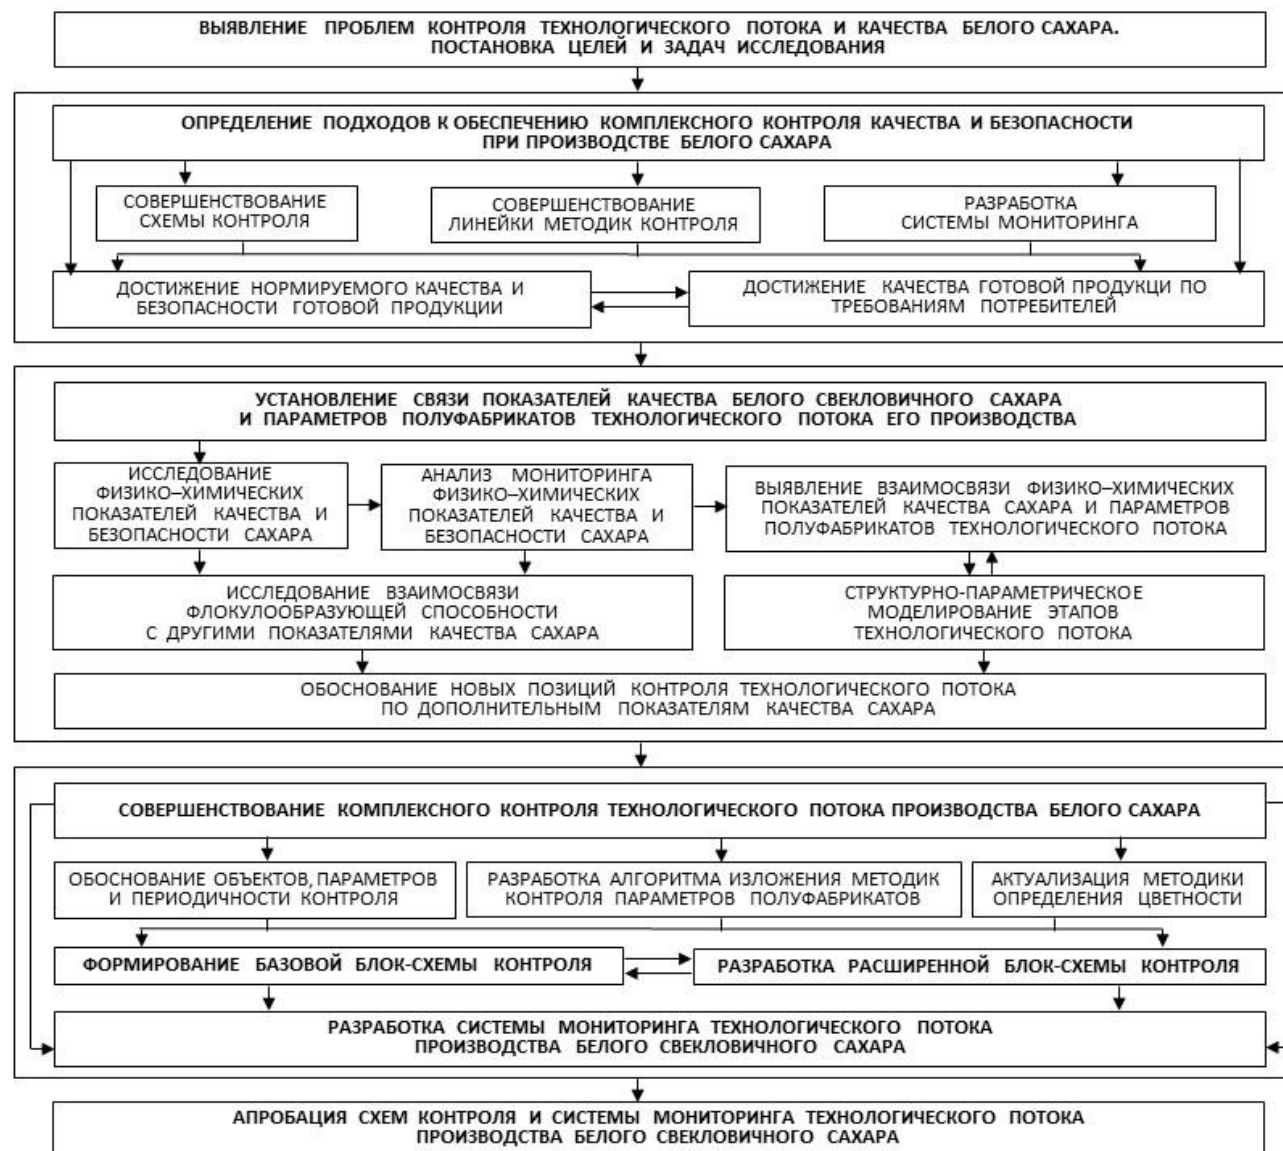 ВЫЯВЛЕНИЕ ПРОБЛЕМ КОНТРОЛЯ ТЕХНОЛОГИЧЕСКОГО ПОТОКА И КАЧЕСТВА БЕЛОГО САХАРА.
ПОСТАНОВКА ЦЕЛЕЙ И ЗАДАЧ ИССЛЕДОВАНИЯ
ОПРЕДЕЛЕНИЕ ПОДХОДОВ К ОБЕСПЕЧЕНИЮ КОМПЛЕКСНОГО КОНТРОЛЯ КАЧЕСТВА И БЕЗОПАСНОСТИ
ПРИ ПРОИЗВОДСТВЕ БЕЛОГО САХАРА
СОВЕРШЕНСТВОВАНИЕ
СХЕМЫ КОНТРОЛЯ
СОВЕРШЕНСТВОВАНИЕ
ЛИНЕЙКИ МЕТОДИК КОНТРОЛЯ
РАЗРАБОТКА
СИСТЕМЫ МОНИТОРИНГА
ДОСТИЖЕНИЕ НОРМИРУЕМОГО КАЧЕСТВА И
БЕЗОПАСНОСТИ ГОТОВОЙ ПРОДУКЦИИ
ДОСТИЖЕНИЕ КАЧЕСТВА ГОТОВОЙ ПРОДУКЦИ ПО
ТРЕБОВАНИЯМ ПОТРЕБИТЕЛЕЙ
УСТАНОВЛЕНИЕ СВЯЗИ ПОКАЗАТЕЛЕЙ КАЧЕСТВА БЕЛОГО СВЕКЛОВИЧНОГО САХАРА
И ПАРАМЕТРОВ ПОЛУФАБРИКАТОВ ТЕХНОЛОГИЧЕСКОГО ПОТОКА ЕГО ПРОИЗВОДСТВА
ИССЛЕДОВАНИЕ
ФИЗИКО–ХИМИЧЕСКИХ
ПОКАЗАТЕЛЕЙ КАЧЕСТВА И
БЕЗОПАСНОСТИ САХАРА
АНАЛИЗ МОНИТОРИНГА
ФИЗИКО–ХИМИЧЕСКИХ
ПОКАЗАТЕЛЕЙ КАЧЕСТВА И
БЕЗОПАСНОСТИ САХАРА
ВЫЯВЛЕНИЕ ВЗАИМОСВЯЗИ ФИЗИКО–ХИМИЧЕСКИХ
ПОКАЗАТЕЛЕЙ КАЧЕСТВА САХАРА И ПАРАМЕТРОВ
ПОЛУФАБРИКАТОВ ТЕХНОЛОГИЧЕСКОГО ПОТОКА
ИССЛЕДОВАНИЕ ВЗАИМОСВЯЗИ
ФЛОКУЛООБРАЗУЮЩЕЙ СПОСОБНОСТИ
С ДРУГИМИ ПОКАЗАТЕЛЯМИ КАЧЕСТВА САХАРА
СТРУКТУРНО-ПАРАМЕТРИЧЕСКОЕ
МОДЕЛИРОВАНИЕ ЭТАПОВ
ТЕХНОЛОГИЧЕСКОГО ПОТОКА
ОБОСНОВАНИЕ НОВЫХ ПОЗИЦИЙ КОНТРОЛЯ ТЕХНОЛОГИЧЕСКОГО ПОТОКА
ПО ДОПОЛНИТЕЛЬНЫМ ПОКАЗАТЕЛЯМ КАЧЕСТВА САХАРА
СОВЕРШЕНСТВОВАНИЕ КОМПЛЕКСНОГО КОНТРОЛЯ ТЕХНОЛОГИЧЕСКОГО ПОТОКА ПРОИЗВОДСТВА БЕЛОГО САХАРА
ОБОСНОВАНИЕ ОБЪЕКТОВ, ПАРАМЕТРОВ
И ПЕРИОДИЧНОСТИ КОНТРОЛЯ
РАЗРАБОТКА АЛГОРИТМА ИЗЛОЖЕНИЯ МЕТОДИК
КОНТРОЛЯ ПАРАМЕТРОВ ПОЛУФАБРИКАТОВ
АКТУАЛИЗАЦИЯ МЕТОДИКИ
ОПРЕДЕЛЕНИЯ ЦВЕТНОСТИ
ФОРМИРОВАНИЕ БАЗОВОЙ БЛОК-СХЕМЫ КОНТРОЛЯ
РАЗРАБОТКА РАСШИРЕННОЙ БЛОК-СХЕМЫ КОНТРОЛЯ
РАЗРАБОТКА СИСТЕМЫ МОНИТОРИНГА ТЕХНОЛОГИЧЕСКОГО ПОТОКА
ПРОИЗВОДСТВА БЕЛОГО СВЕКЛОВИЧНОГО САХАРА
АПРОБАЦИЯ СХЕМ КОНТРОЛЯ И СИСТЕМЫ МОНИТОРИНГА ТЕХНОЛОГИЧЕСКОГО ПОТОКА
ПРОИЗВОДСТВА БЕЛОГО СВЕКЛОВИЧНОГО САХАРА